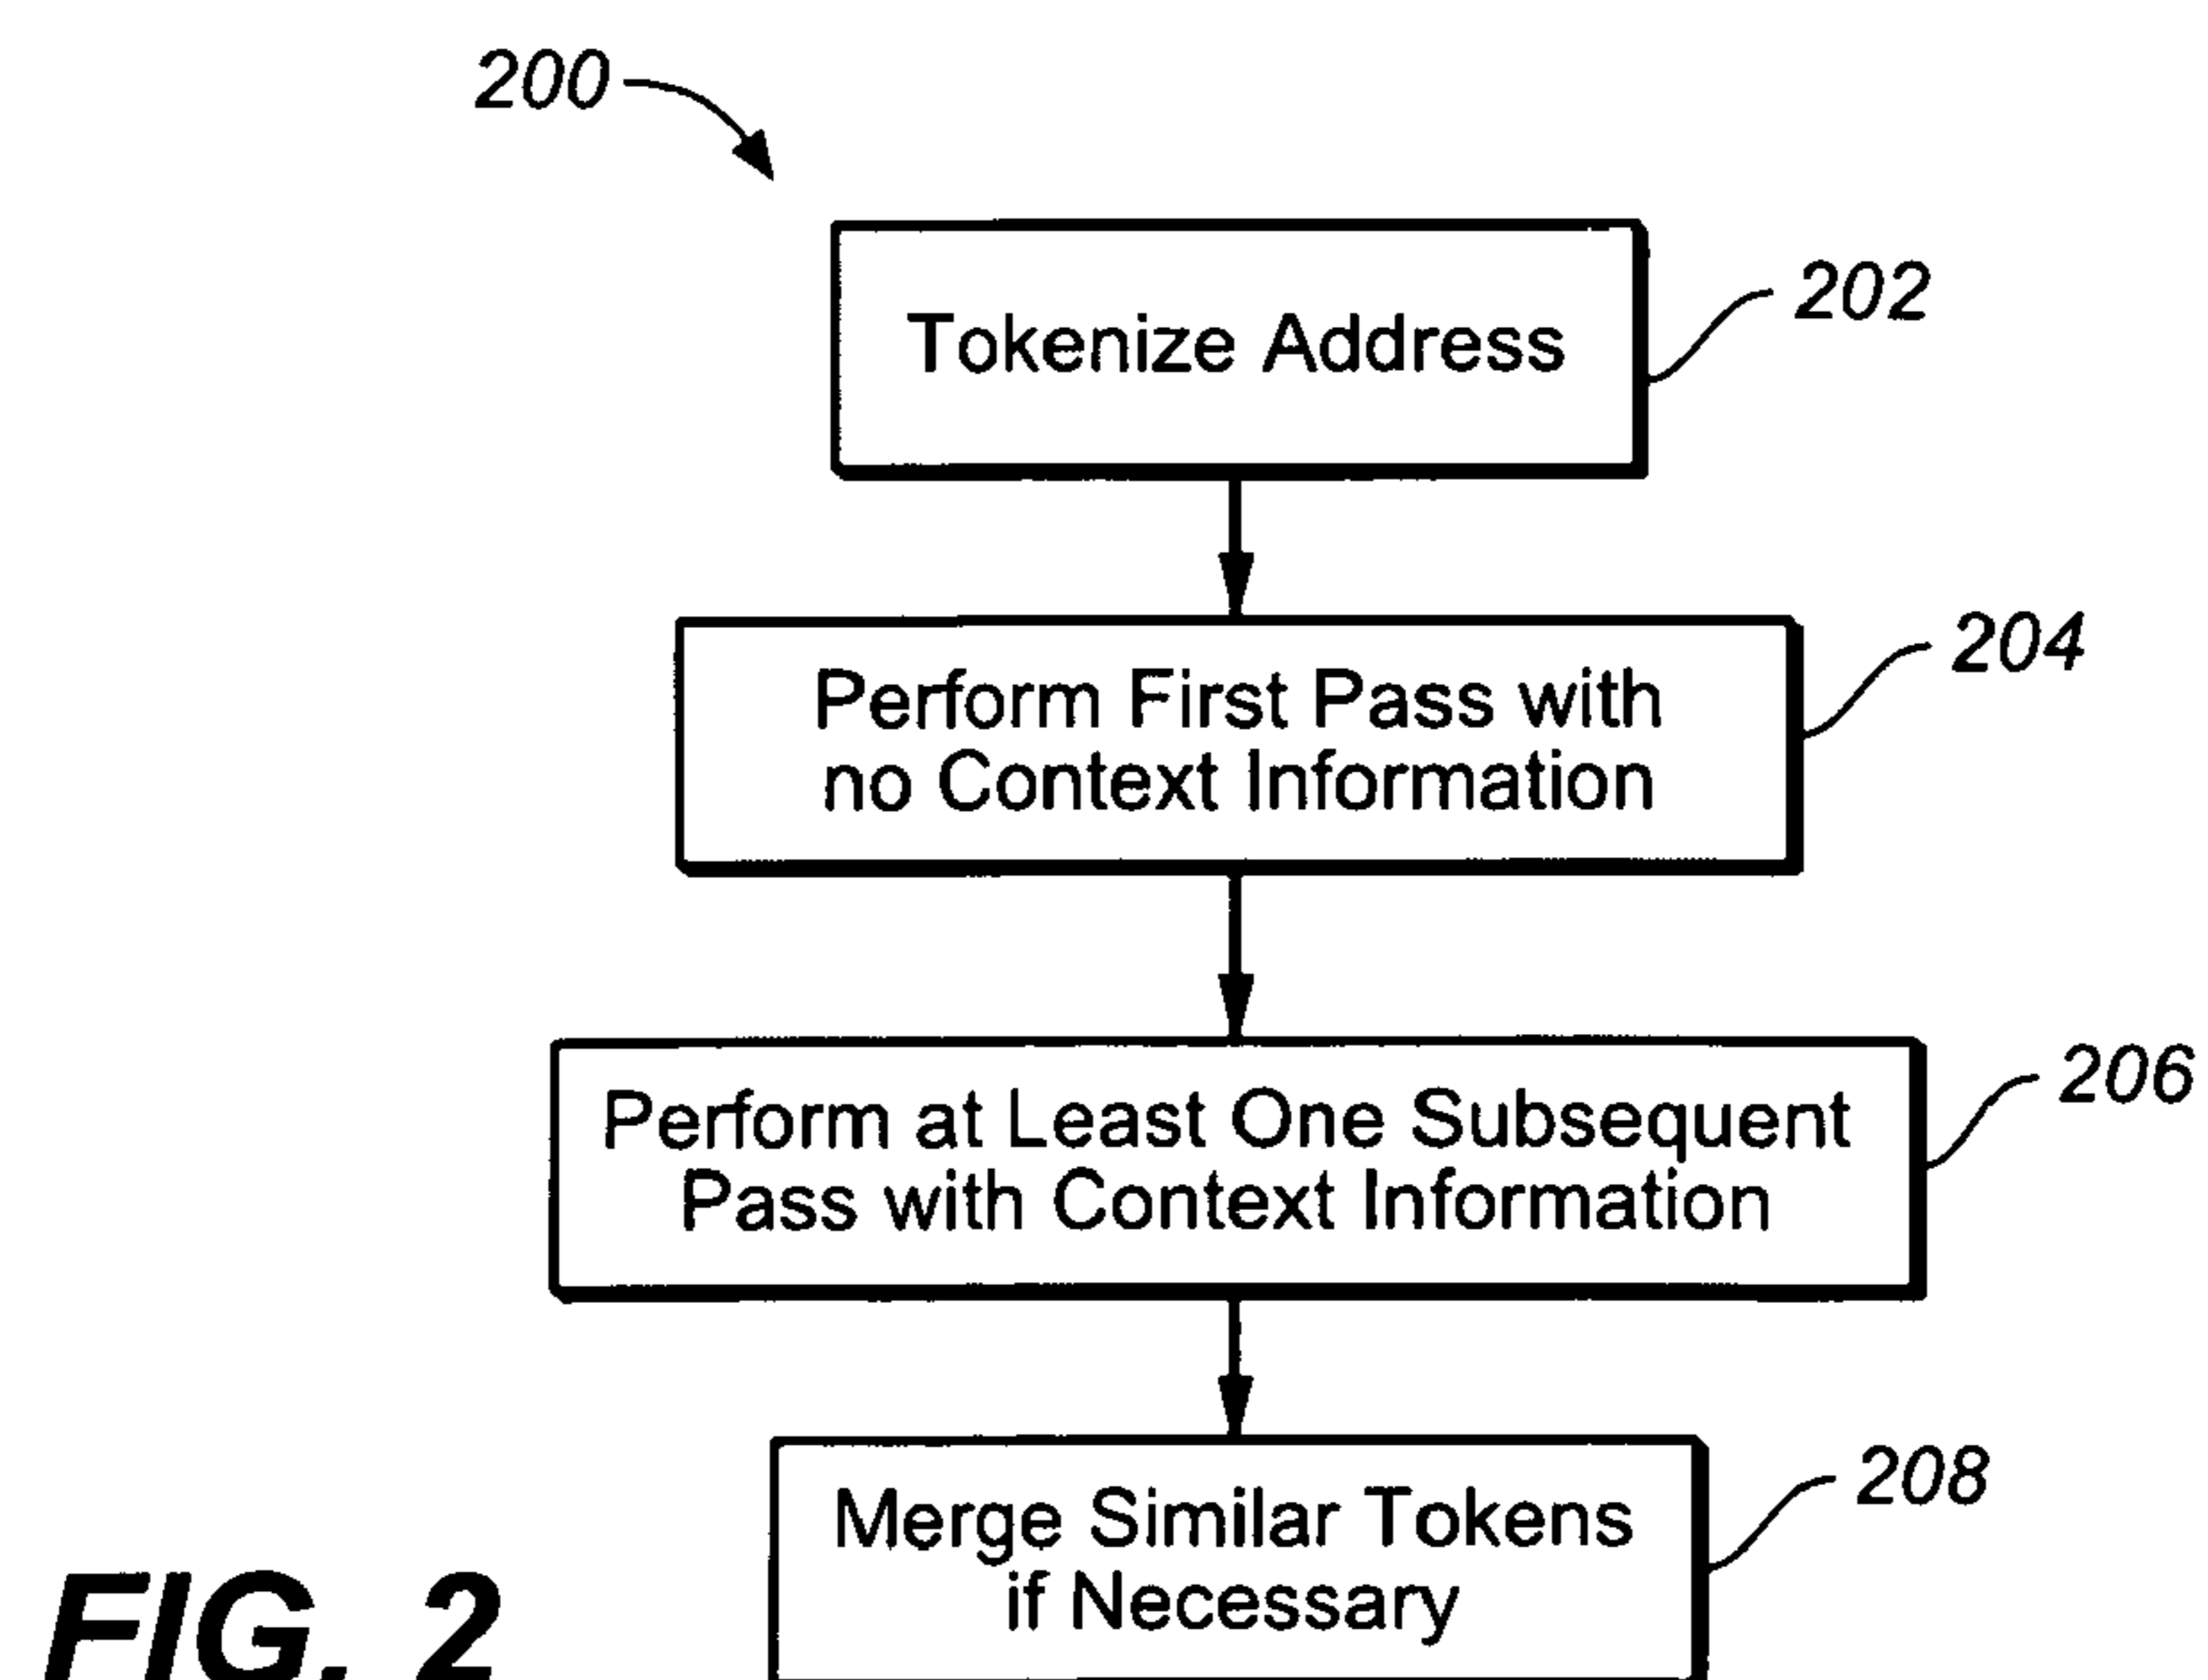 200
Tokenize Address
202
Perform First Pass with
no Context Information
204
Perform at Least One Subsequent
Pass with Context Information
206
Merge Similar Tokens
if Necessary
208
FIG. 2